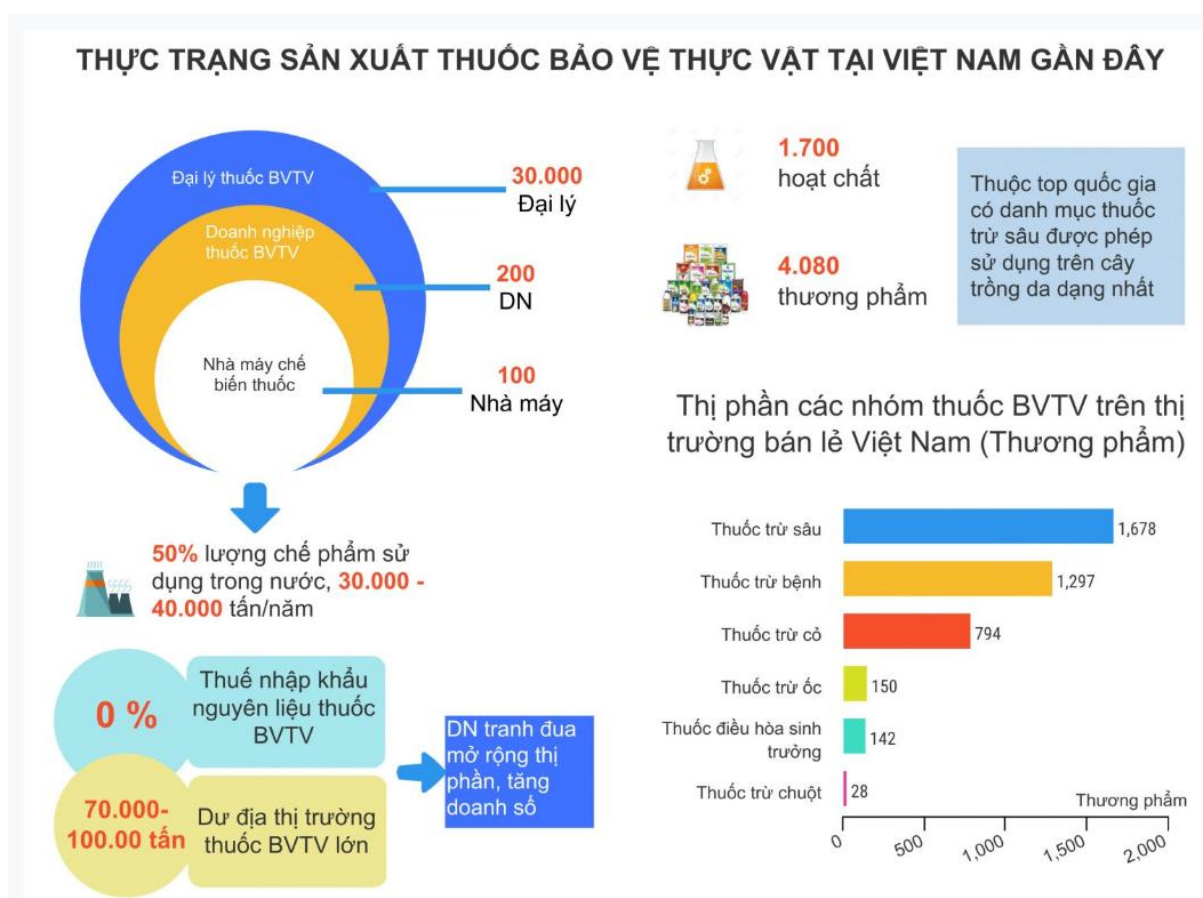 THỰC TRẠNG SẢN XUẤT THUỐC BẢO VỆ THỰC VẬT TẠI VIỆT NAM GẦN ĐÂY
Đại lý thuốc BVTV
30.000
Đại lý
Doanh nghiệp
thuốc BVTV
200
DN
Nhà máy chế
biến thuốc
100
Nhà máy
50% lượng chế phẩm sử
dụng trong nước, 30.000 -
40.000 tấn/năm
0 %
Thuế nhập khẩu
nguyên liệu thuốc
BVTV
70.000-
100.00 tấn
Dư địa thị trường
thuốc BVTV lớn
DN tranh đua
mở rộng thị
phần, tăng
doanh số
1.700
hoạt chất
4.080
thương phẩm
Thuộc top quốc gia
có danh mục thuốc
trừ sâu được phép
sử dụng trên cây
trồng da dạng nhất
Thị phần các nhóm thuốc BVTV trên thị
trường bán lẻ Việt Nam (Thương phẩm)
Thuốc trừ sâu
1,678
Thuốc trừ bệnh
1,297
Thuốc trừ cỏ
794
Thuốc trừ ốc
150
Thuốc điều hòa sinh
trưởng
142
Thuốc trừ chuột
28
Thương phẩm
0
500
1,000
1,500
2,000